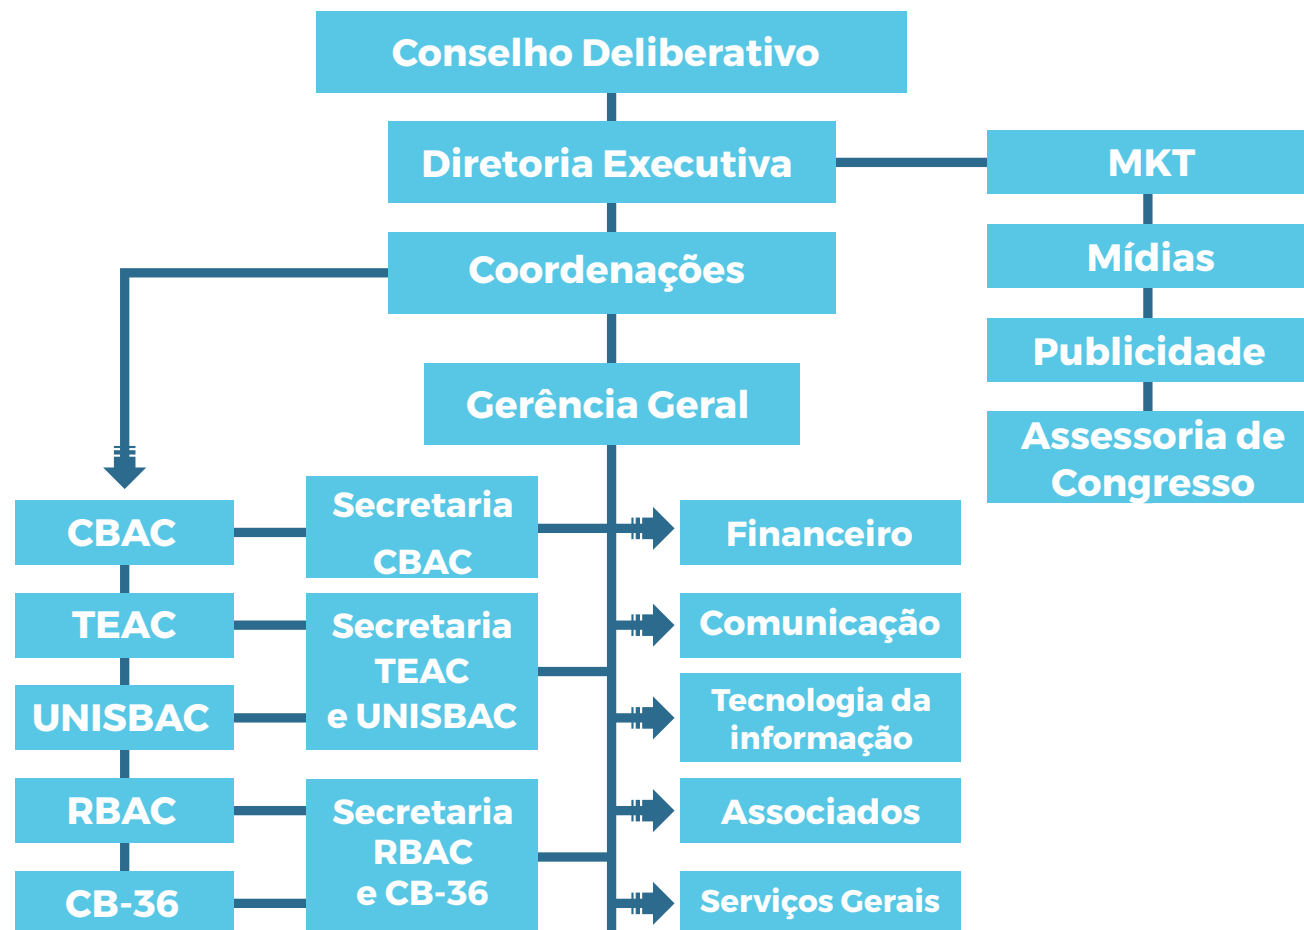 Conselho Deliberativo
Diretoria Executiva
MKT
Coordenações
Mídias
Publicidade
Gerência Geral
Assessoria de
Congresso
CBAC
Secretaria
CBAC
Financeiro
TEAC
Secretaria
TEAC
e UNISBAC
Comunicação
UNISBAC
Tecnologia da
informação
RBAC
Secretaria
RBAC
e CB-36
Associados
CB-36
Serviços Gerais